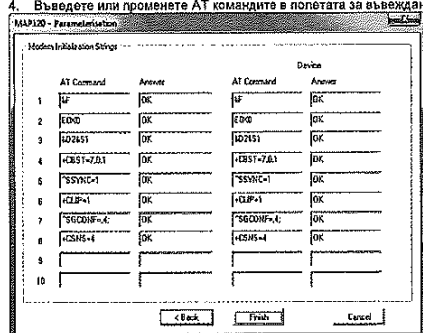 4. Въведете или променете АТ командите в полетата за въвеждан
MAP120 - Parameterisation
Modem Initialization Strings
Device
AT Command Answer AT Command Answer
1 &F OK &F OK
2 E0X0 OK E0X0 OK
3 &D2&S1 OK &D2&S1 OK
4 +CBST=7,0,1 OK +CBST=7,0,1 OK
5 ^SSYNC=1 OK ^SSYNC=1 OK
6 +CLIP=1 OK +CLIP=1 OK
7 ^SGCONF=,4; OK ^SGCONF=,4; OK
8 +CSNS=4 OK +CSNS=4 OK
9
10
< Back Finish Cancel